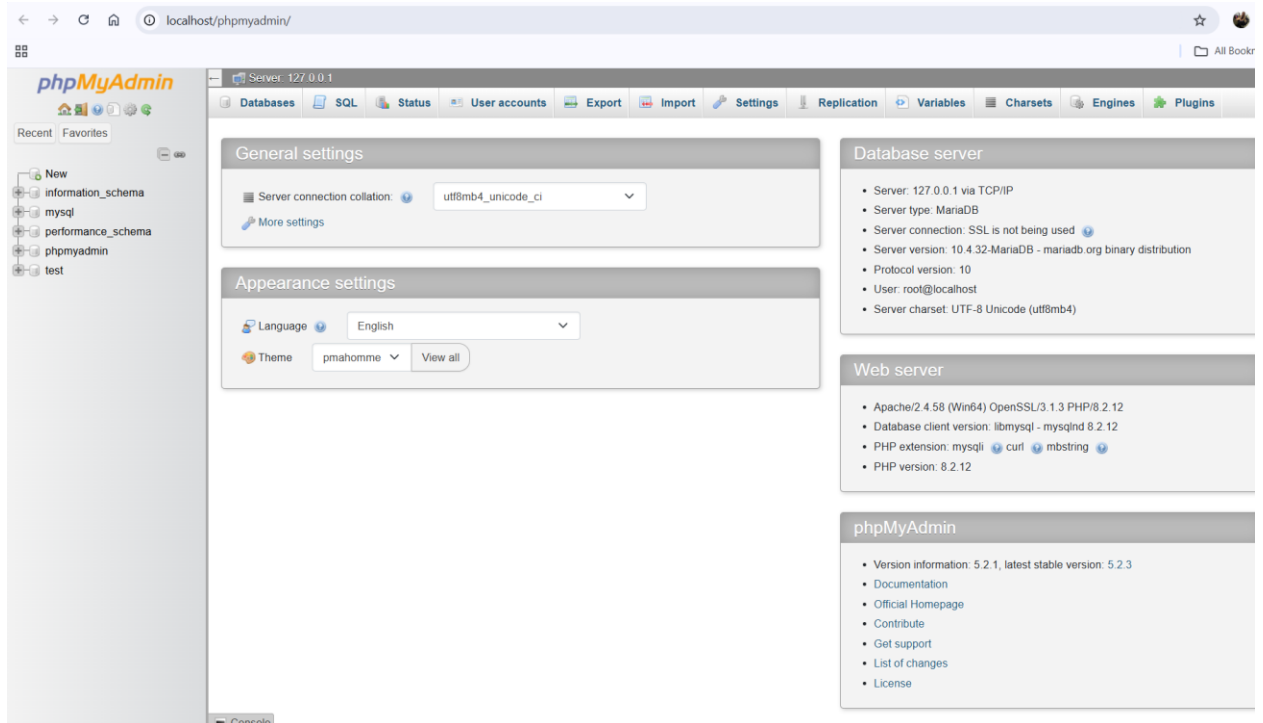 localhost/phpmyadmin/
All Bookr
phpMyAdmin
Recent Favorites
New
information_schema
mysql
performance_schema
phpmyadmin
test
Server: 127.0.0.1
Databases SQL Status User accounts Export Import Settings Replication Variables Charsets Engines Plugins
General settings
Server connection collation: utf8mb4_unicode_ci
More settings
Appearance settings
Language English
Theme pmahomme View all
Database server
Server: 127.0.0.1 via TCP/IP
Server type: MariaDB
Server connection: SSL is not being used
Server version: 10.4.32-MariaDB - mariadb.org binary distribution
Protocol version: 10
User: root@localhost
Server charset: UTF-8 Unicode (utf8mb4)
Web server
Apache/2.4.58 (Win64) OpenSSL/3.1.3 PHP/8.2.12
Database client version: libmysql - mysqlnd 8.2.12
PHP extension: mysqli curl mbstring
PHP version: 8.2.12
phpMyAdmin
Version information: 5.2.1, latest stable version: 5.2.3
Documentation
Official Homepage
Contribute
Get support
List of changes
License
Console